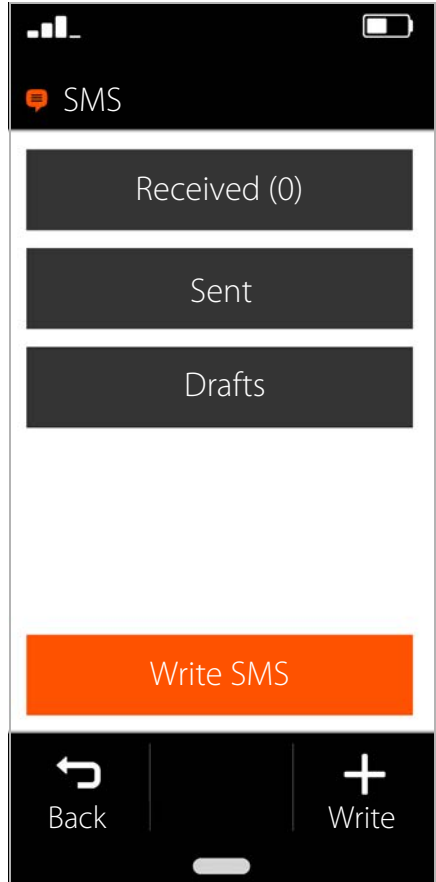 SMS
Received (0)
Sent
Drafts
Write SMS
Back
Write